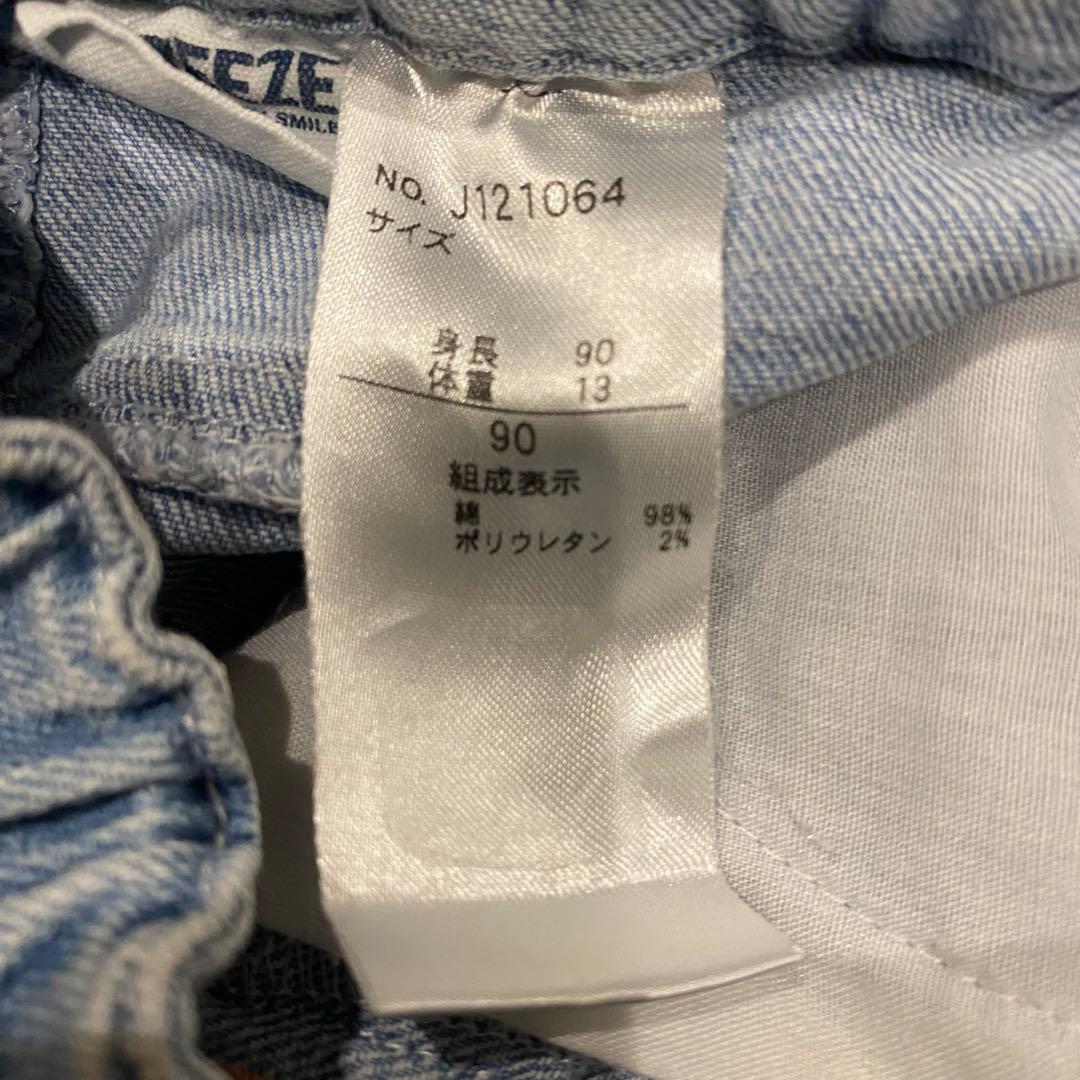 EEZE
SMILE
NO. J121064
サイズ
身長 90
体重 13
90
組成表示
綿 98%
ポリウレタン 2%